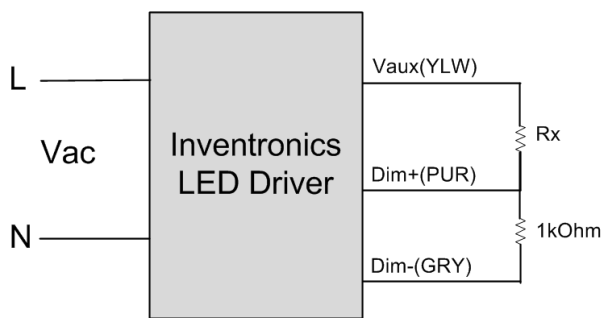 L
Vac
N
Inventronics
LED Driver
Vaux(YLW)
Rx
Dim+(PUR)
1kOhm
Dim-(GRY)